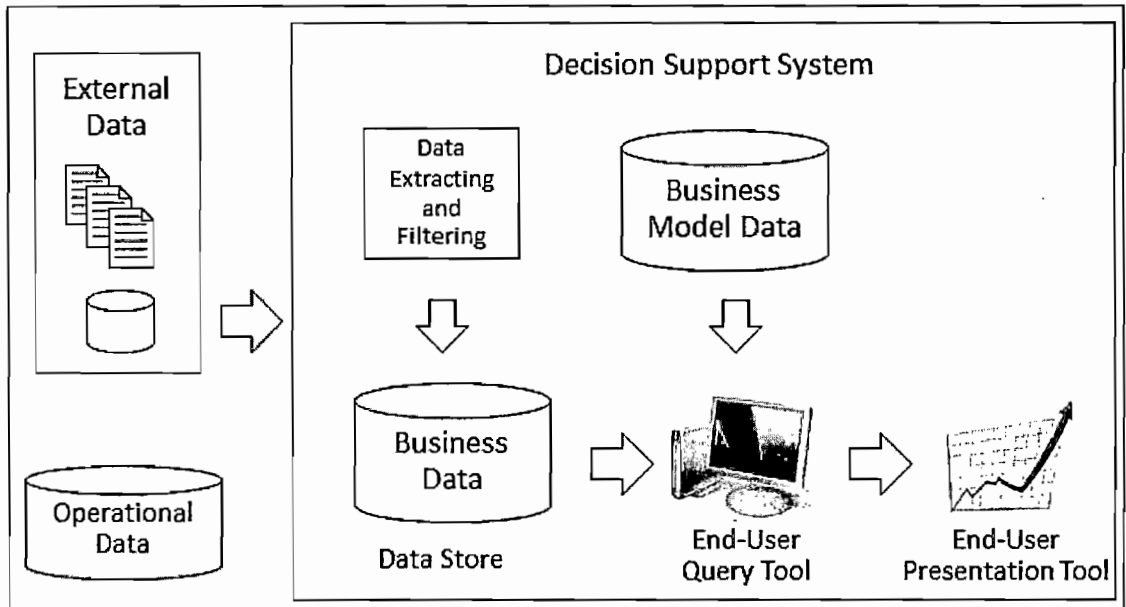 Decision Support System
External
Data
Data
Extracting
and
Filtering
Business
Model Data
Business
Data
Operational
Data
Data Store
End-User
Query Tool
End-User
Presentation Tool